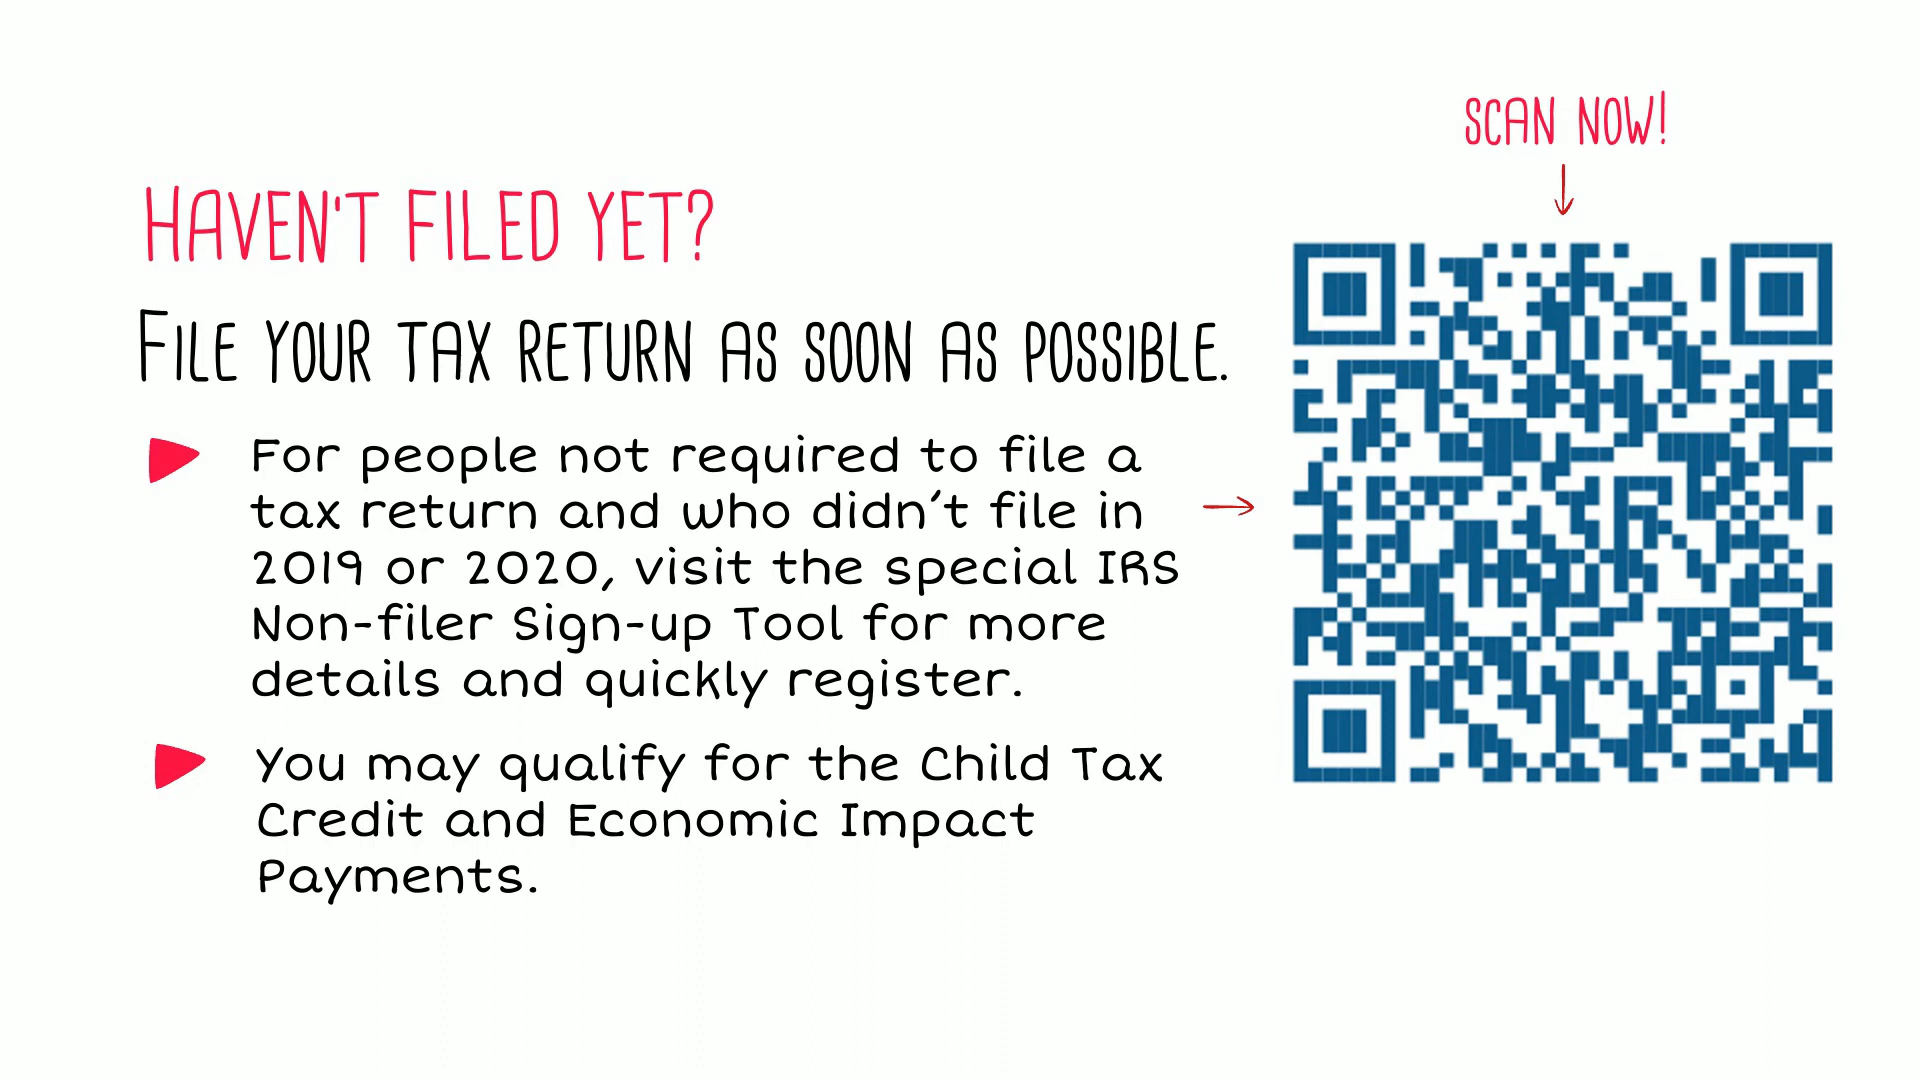 SCAN NOW!
HAVEN'T FILED YET?
FILE YOUR TAX RETURN AS SOON AS POSSIBLE.
For people not required to file a
tax return and who didn't file in
2019 or 2020, visit the special IRS
Non-filer Sign-up Tool for more
details and quickly register.
You may qualify for the Child Tax
Credit and Economic Impact
Payments.